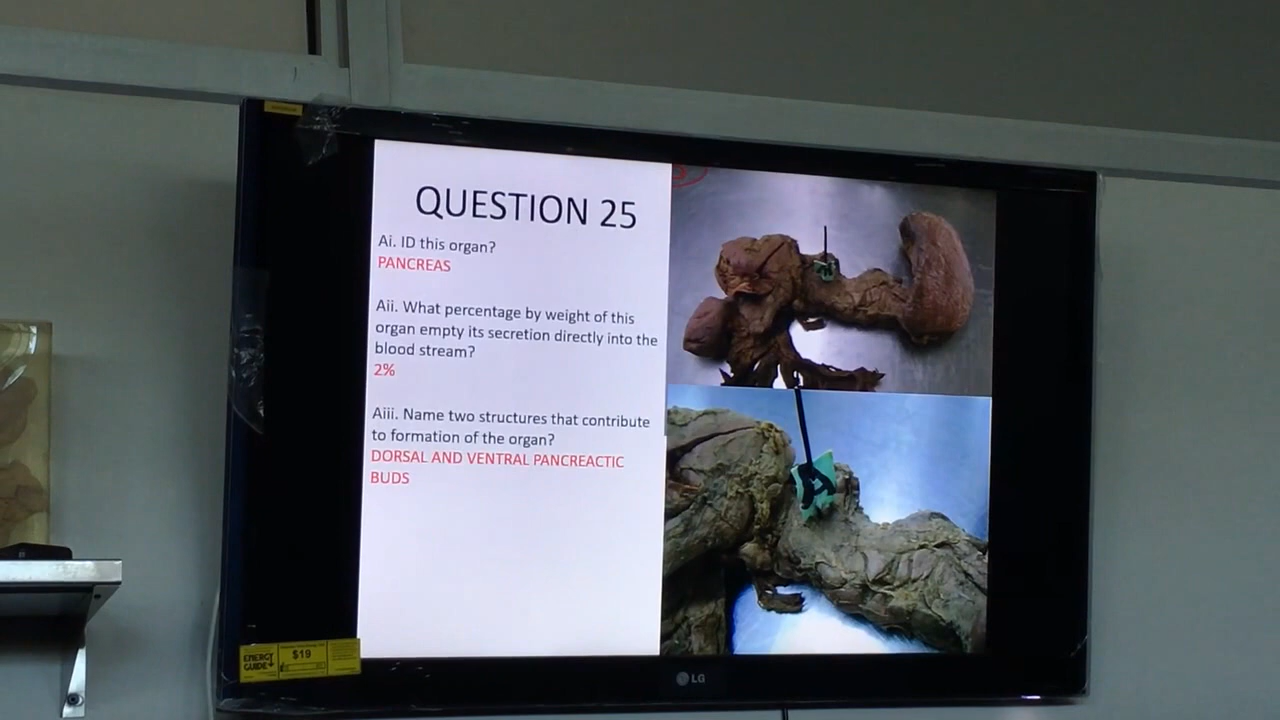 QUESTION 25
Ai. ID this organ?
PANCREAS
Aii. What percentage by weight of this
organ empty its secretion directly into the
blood stream?
2%
Aiii. Name two structures that contribute
to formation of the organ?
DORSAL AND VENTRAL PANCREACTIC
BUDS
A
ENERGY
GUIDE
$19
LG